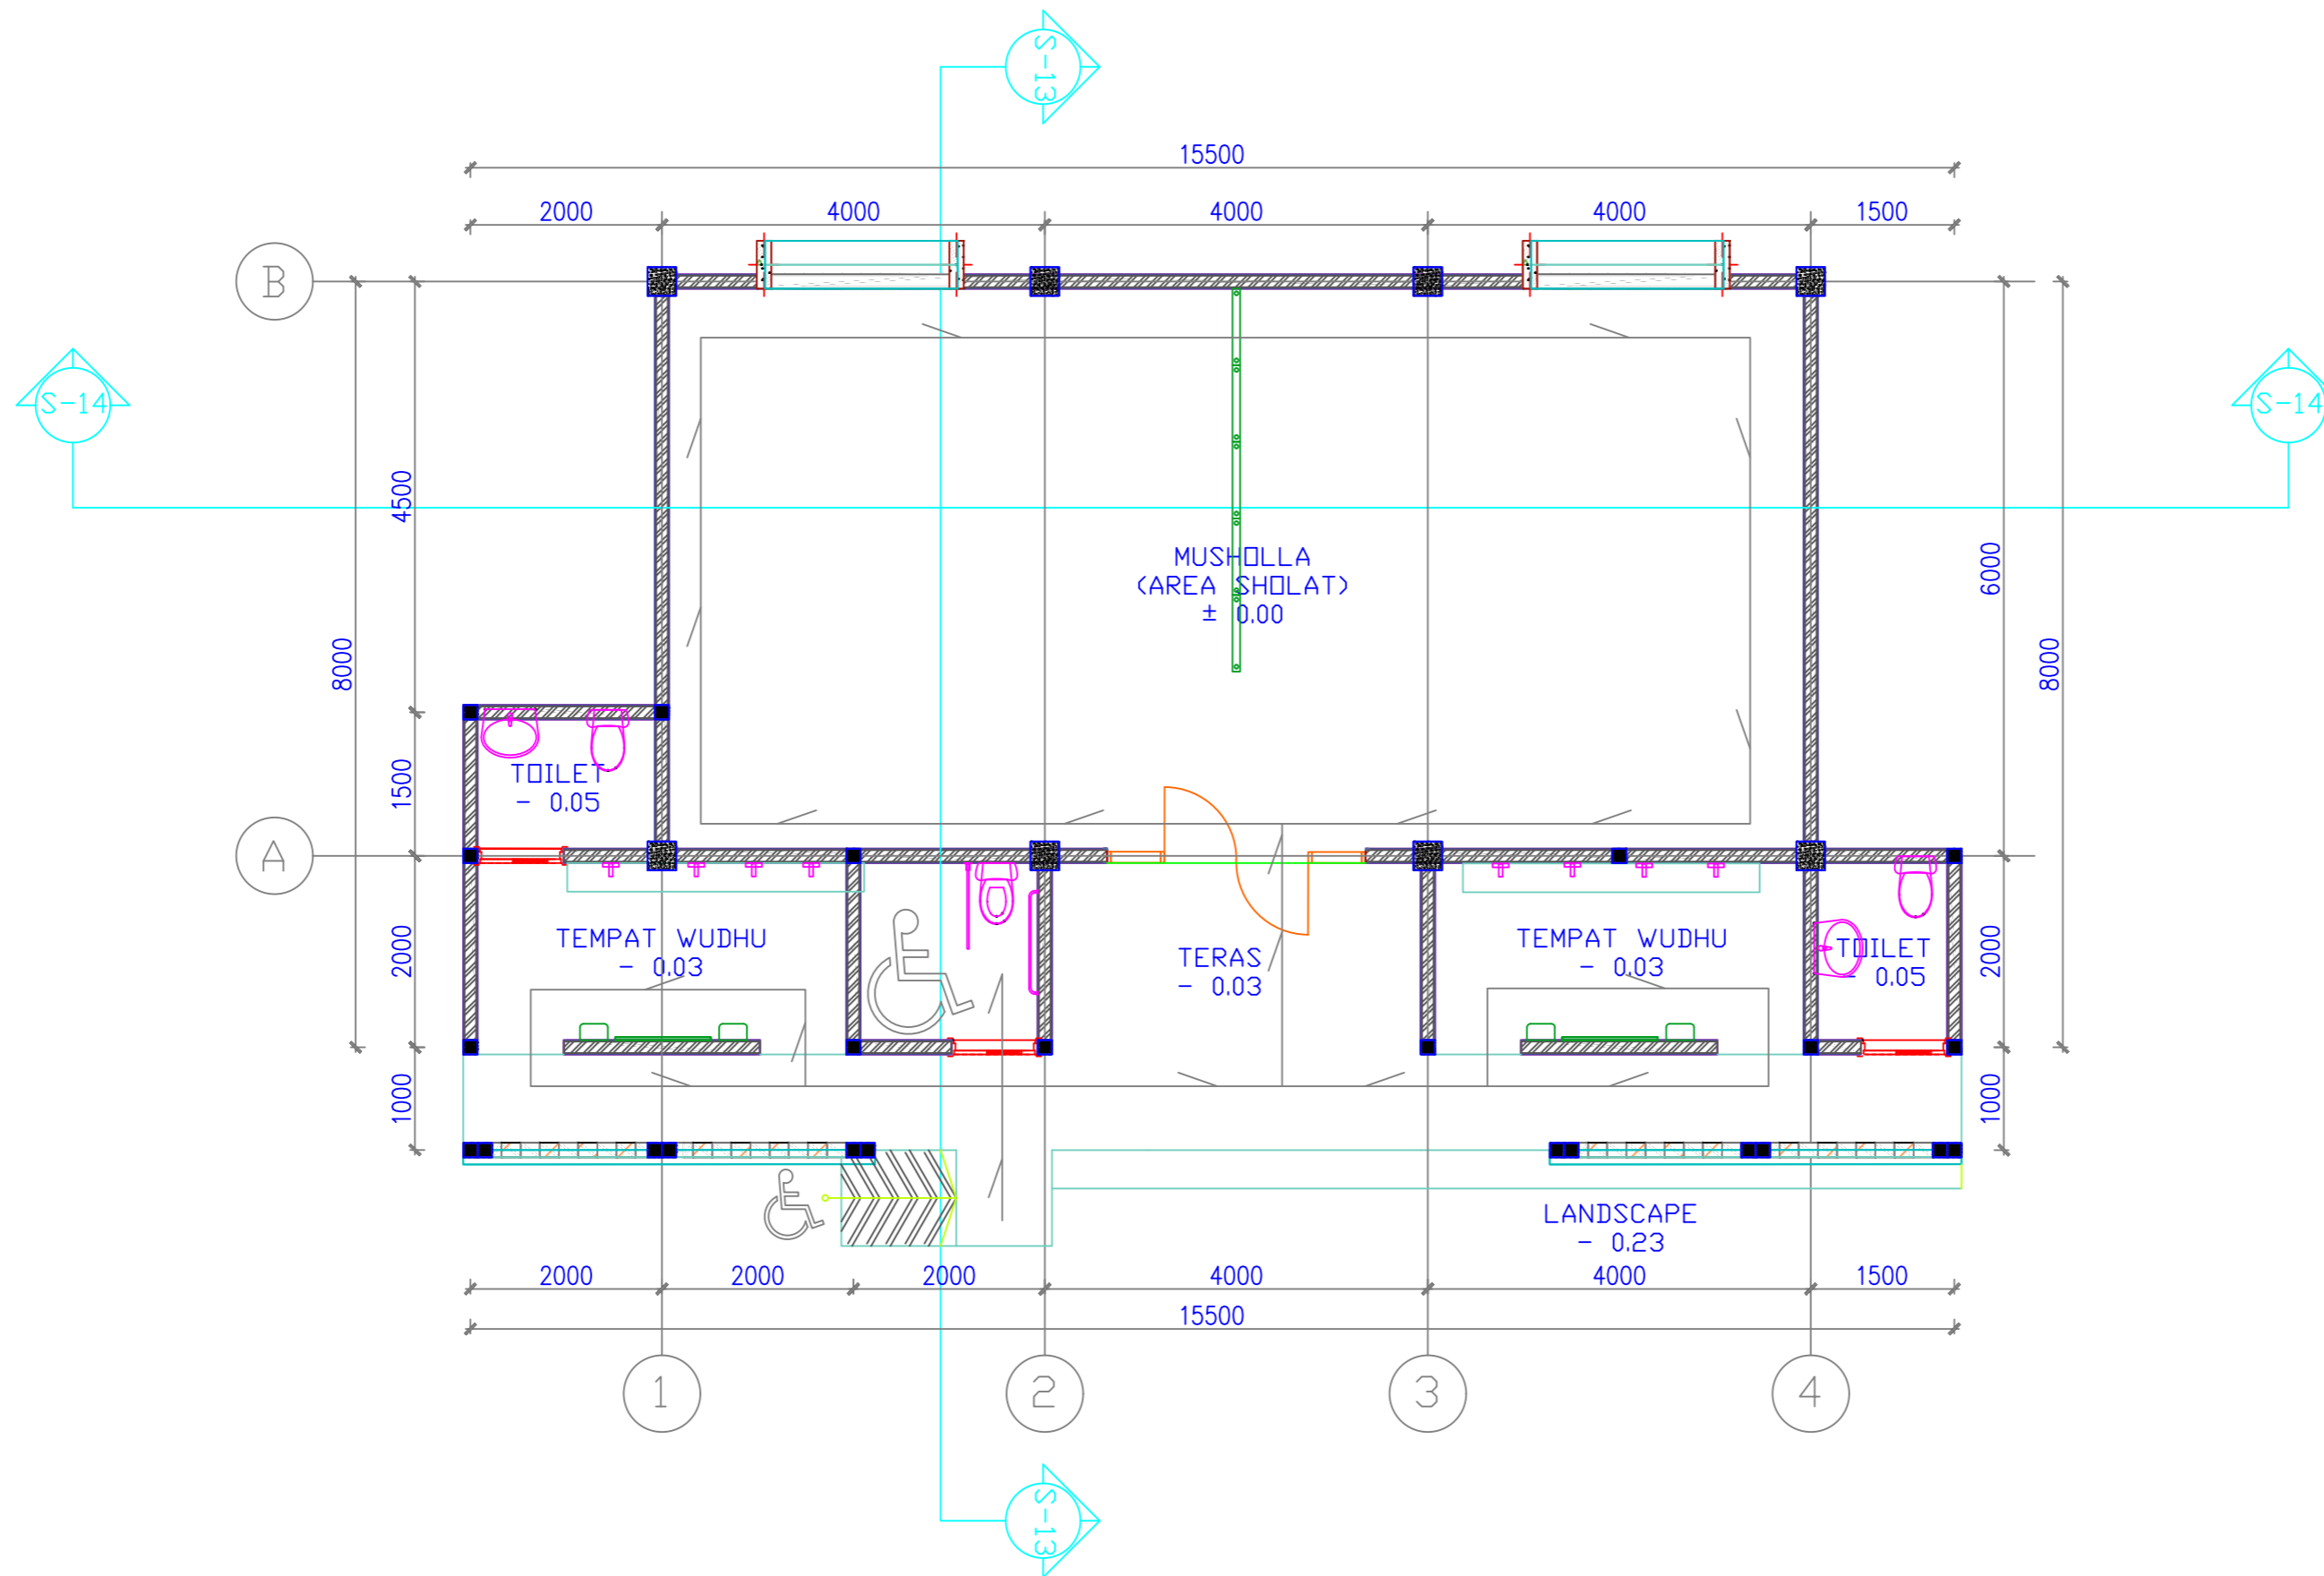 S-13
15500
2000 4000 4000 4000 1500
B
S-14 S-14
4500
6000
MUSHOLLA
(AREA SHOLAT)
± 0.00
8000 8000
TOILET
- 0.05
1500
A
TEMPAT WUDHU
- 0.03
TERAS
- 0.03
TEMPAT WUDHU
- 0.03
TOILET
- 0.05
2000 2000
1000 1000
LANDSCAPE
- 0.23
2000 2000 2000 4000 4000 1500
15500
1 2 3 4
S-13